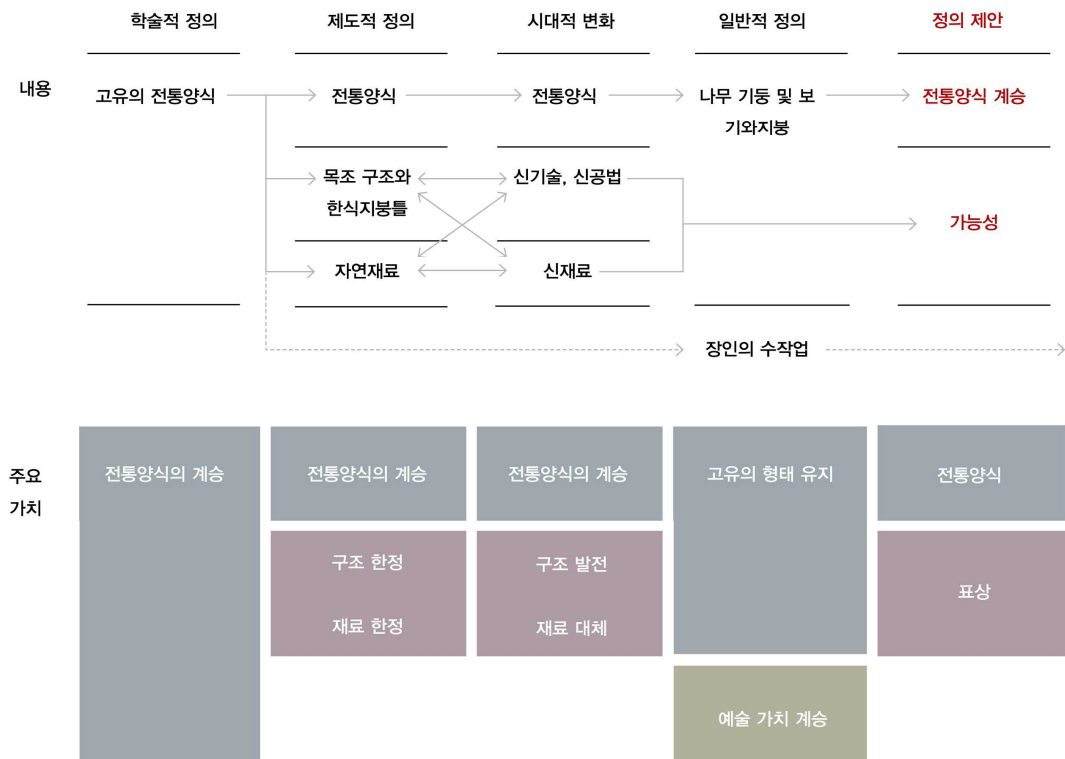 학술적 정의
제도적 정의
시대적 변화
일반적 정의
정의 제안
내용
고유의 전통양식
전통양식
전통양식
나무 기둥 및 보
기와지붕
전통양식 계승
목조 구조와
한식지붕틀
신기술, 신공법
가능성
자연재료
신재료
장인의 수작업
주요
가치
전통양식의 계승
전통양식의 계승
전통양식의 계승
고유의 형태 유지
전통양식
구조 한정
재료 한정
구조 발전
재료 대체
표상
예술 가치 계승